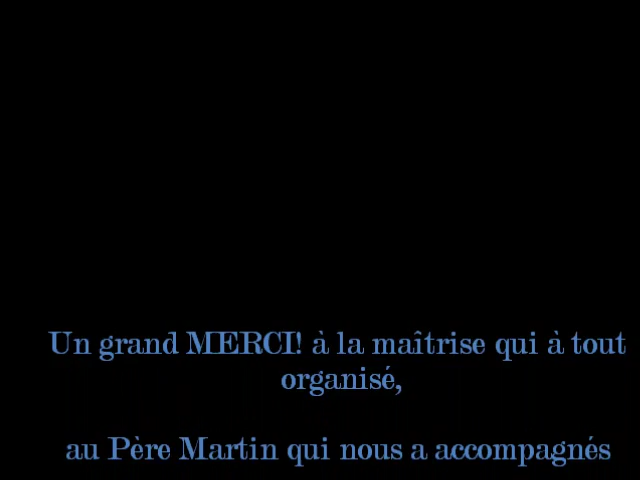 Un grand MERCI! à la maîtrise qui à tout
organisé,
au Père Martin qui nous a accompagnés